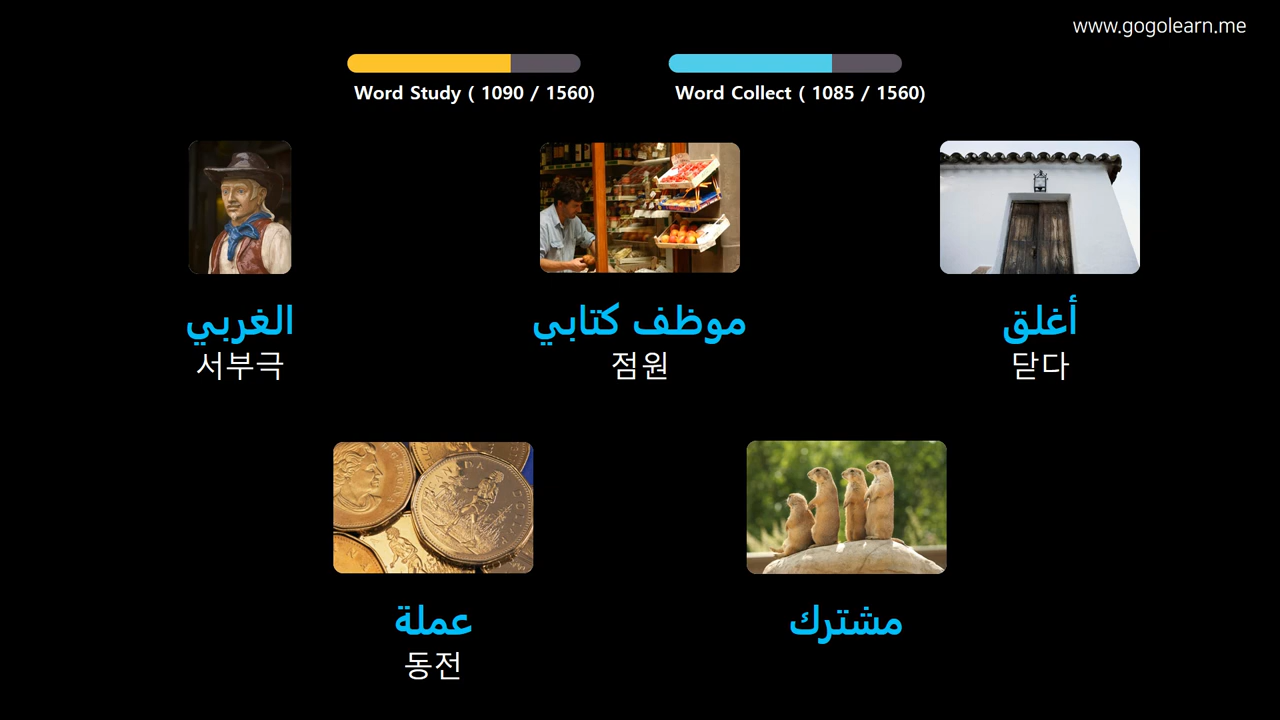 www.gogolearn.me
Word Study ( 1090 / 1560)
Word Collect ( 1085 / 1560)
الغربي
서부극
موظف كتابي
점원
أغلق
닫다
عملة
동전
مشترك